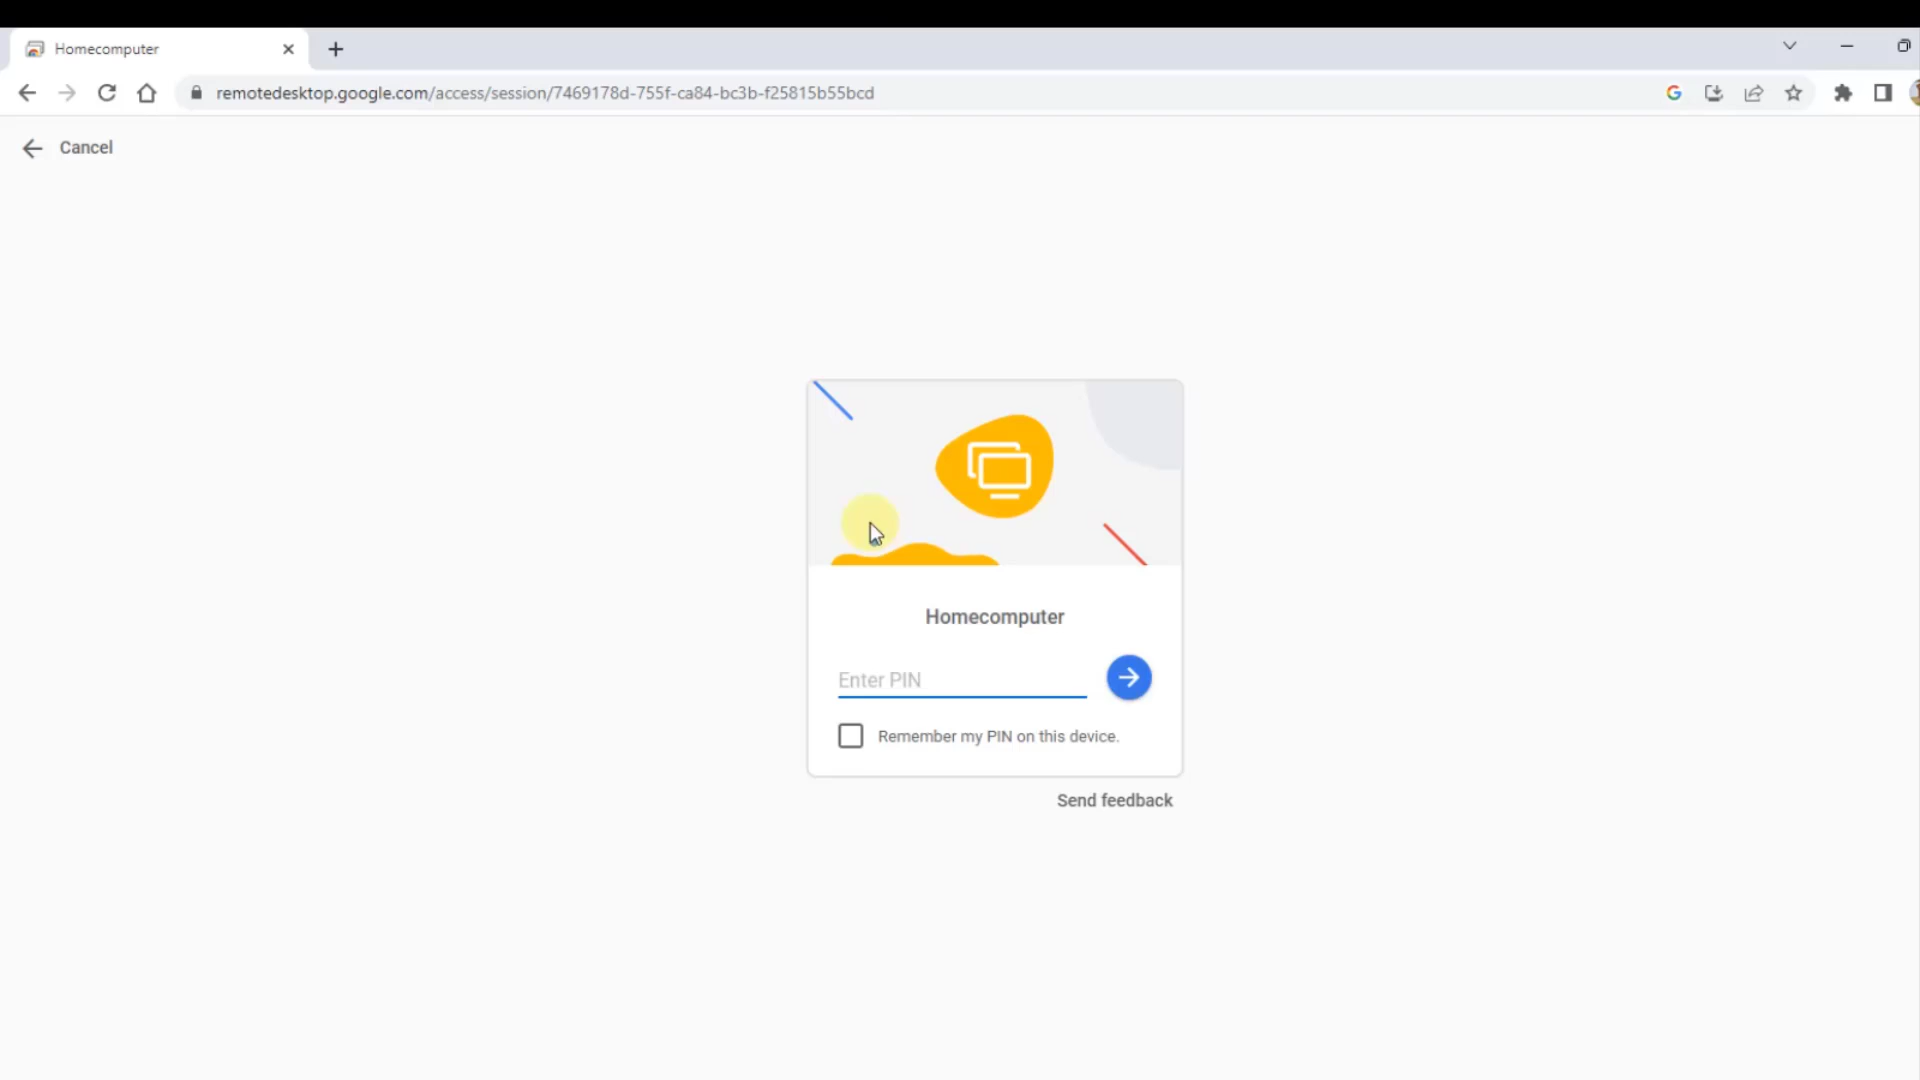 Homecomputer
remotedesktop.google.com/access/session/7469178d-755f-ca84-bc3b-f25815b55bcd
Cancel
Homecomputer
Enter PIN
Remember my PIN on this device.
Send feedback